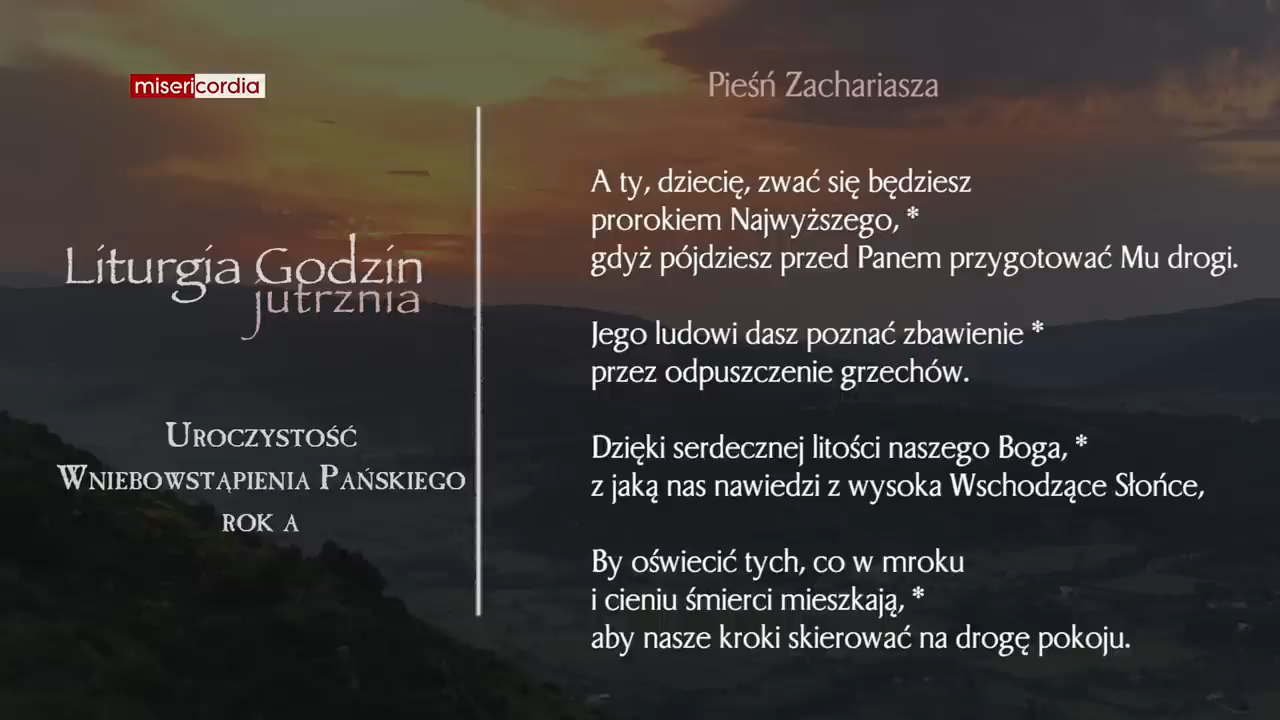 misericordia
Liturgia Godzin
jutrznia
Uroczystość
Wniebowstąpienia Pańskiego
rok A
Pieśń Zachariasza
A ty, dziecię, zwać się będziesz
prorokiem Najwyższego, *
gdyż pójdziesz przed Panem przygotować Mu drogi.
Jego ludowi dasz poznać zbawienie *
przez odpuszczenie grzechów.
Dzięki serdecznej litości naszego Boga, *
z jaką nas nawiedzi z wysoka Wschodzące Słońce,
By oświecić tych, co w mroku
i cieniu śmierci mieszkają, *
aby nasze kroki skierować na drogę pokoju.